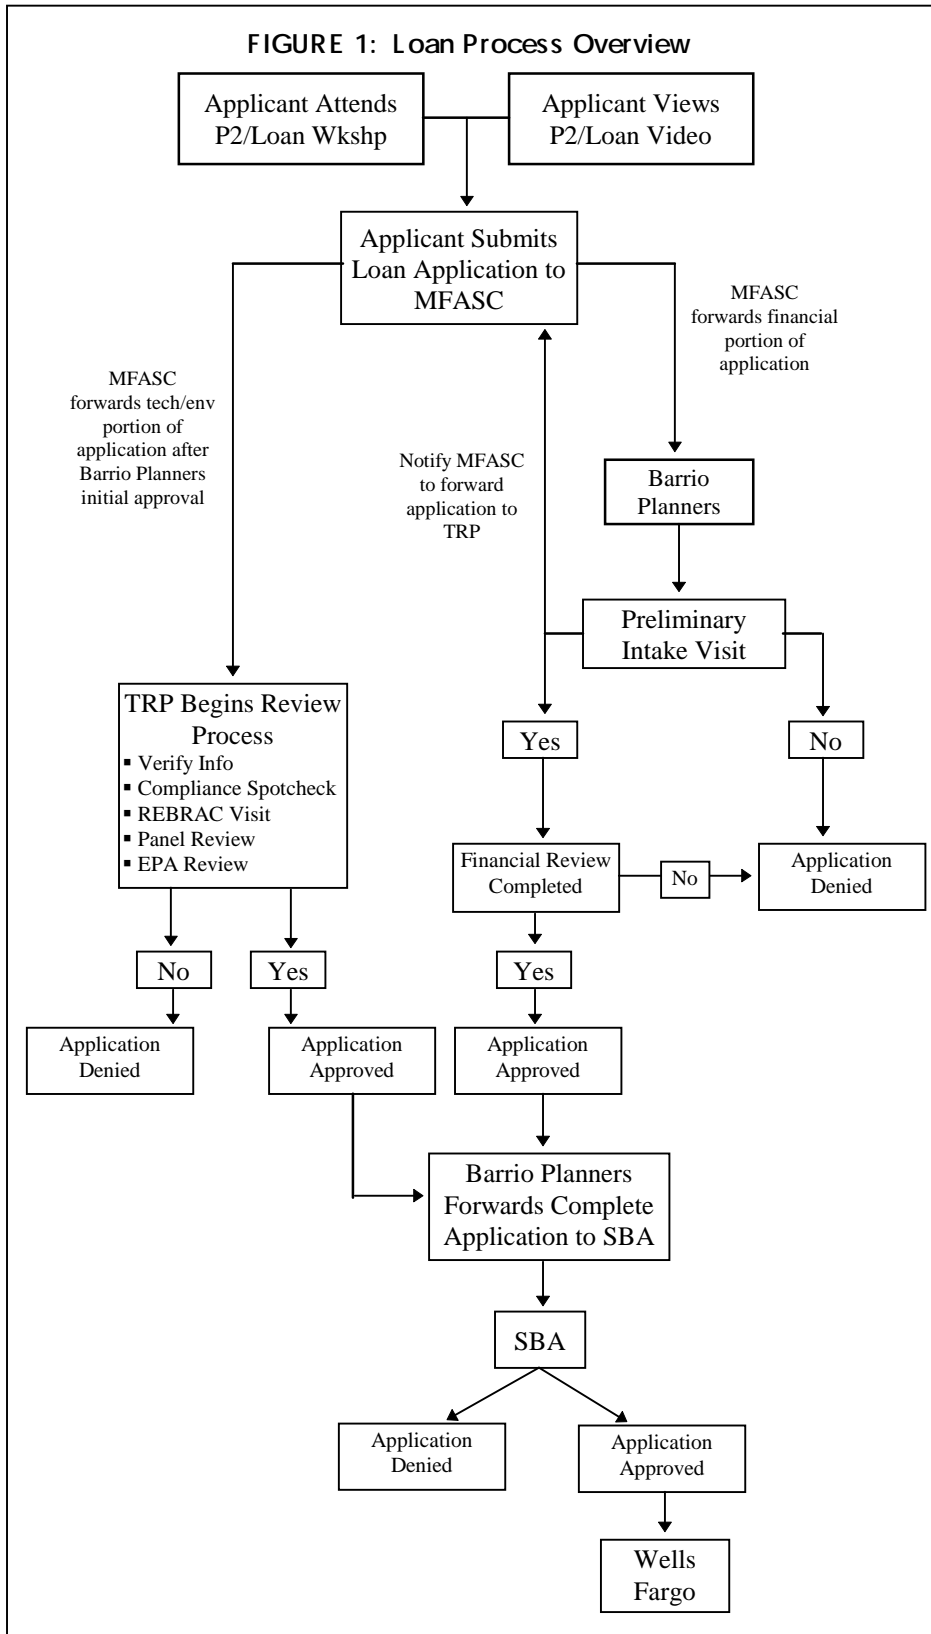 FIGURE 1: Loan Process Overview
Applicant Attends
P2/Loan Wkshp
Applicant Views
P2/Loan Video
Applicant Submits
Loan Application to
MFASC
MFASC
forwards financial
portion of
application
MFASC
forwards tech/env
portion of
application after
Barrio Planners
initial approval
Notify MFASC
to forward
application to
TRP
Barrio
Planners
Preliminary
Intake Visit
TRP Begins Review
Process
▪ Verify Info
▪ Compliance Spotcheck
▪ REBRAC Visit
▪ Panel Review
▪ EPA Review
Yes
No
Financial Review
Completed
No
Application
Denied
No
Yes
Yes
Application
Denied
Application
Approved
Application
Approved
Barrio Planners
Forwards Complete
Application to SBA
SBA
Application
Denied
Application
Approved
Wells
Fargo